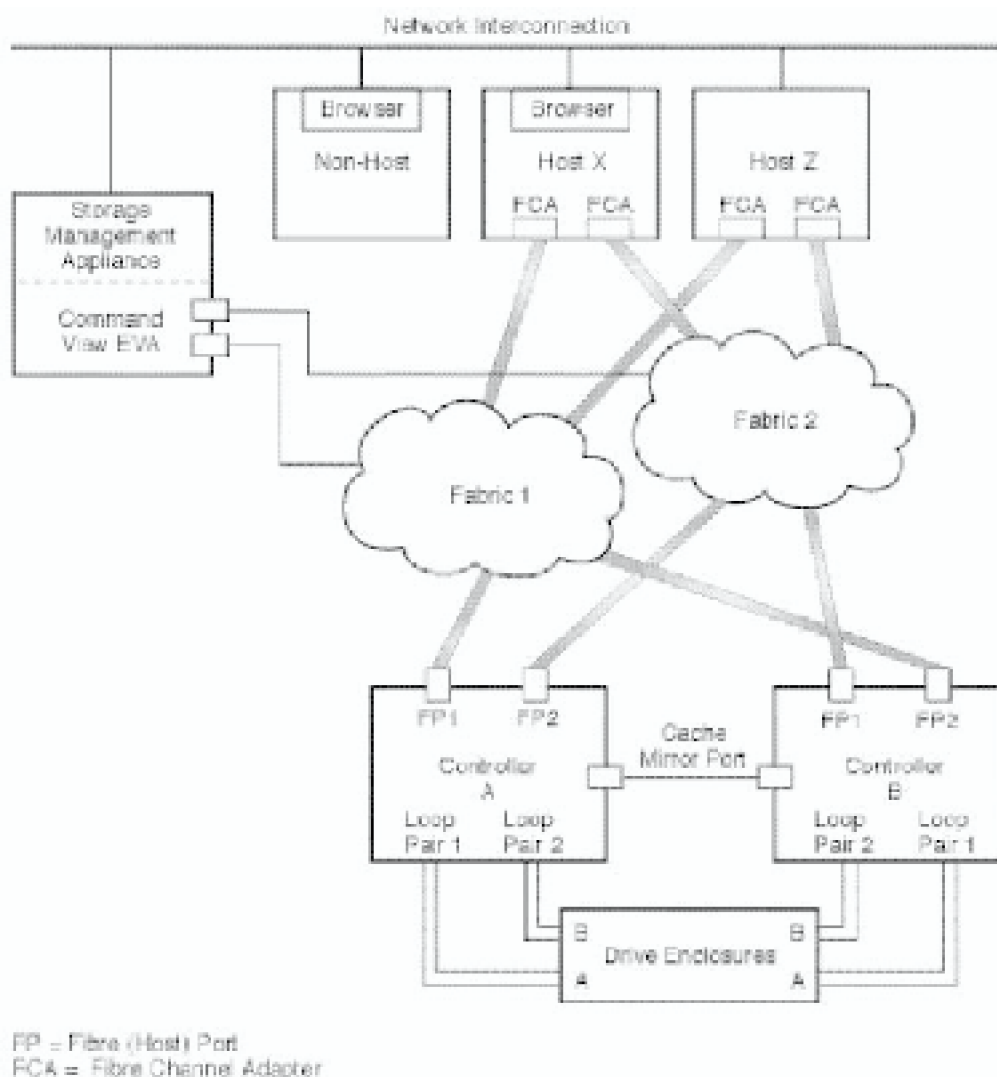 Network Interconnection
Browser
Non-Host
Browser
Host X
FCA
FCA
Host Z
FCA
FCA
Storage
Management
Appliance
Command
View EVA
Fabric 2
Fabric 1
FP1
FP2
Controller
A
Loop
Pair 1
Loop
Pair 2
Cache
Mirror Port
FP1
FP2
Controller
B
Loop
Pair 2
Loop
Pair 1
B
B
Drive Enclosures
A
A
FP = Fibre (Host) Port
FCA = Fibre Channel Adapter